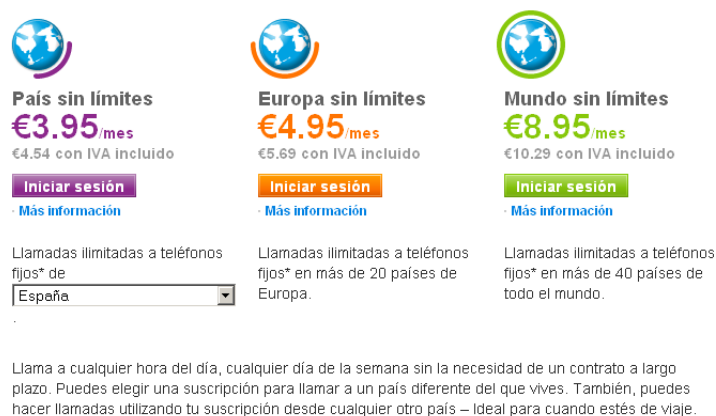 País sin límites
€3.95/mes
€4.54 con IVA incluido
Iniciar sesión
· Más información
Llamadas ilimitadas a teléfonos
fijos* de
España
.
Europa sin límites
€4.95/mes
€5.69 con IVA incluido
Iniciar sesión
· Más información
Llamadas ilimitadas a teléfonos
fijos* en más de 20 países de
Europa.
Mundo sin límites
€8.95/mes
€10.29 con IVA incluido
Iniciar sesión
· Más información
Llamadas ilimitadas a teléfonos
fijos* en más de 40 países de
todo el mundo.
Llama a cualquier hora del día, cualquier día de la semana sin la necesidad de un contrato a largo
plazo. Puedes elegir una suscripción para llamar a un país diferente del que vives. También, puedes
hacer llamadas utilizando tu suscripción desde cualquier otro país – Ideal para cuando estés de viaje.